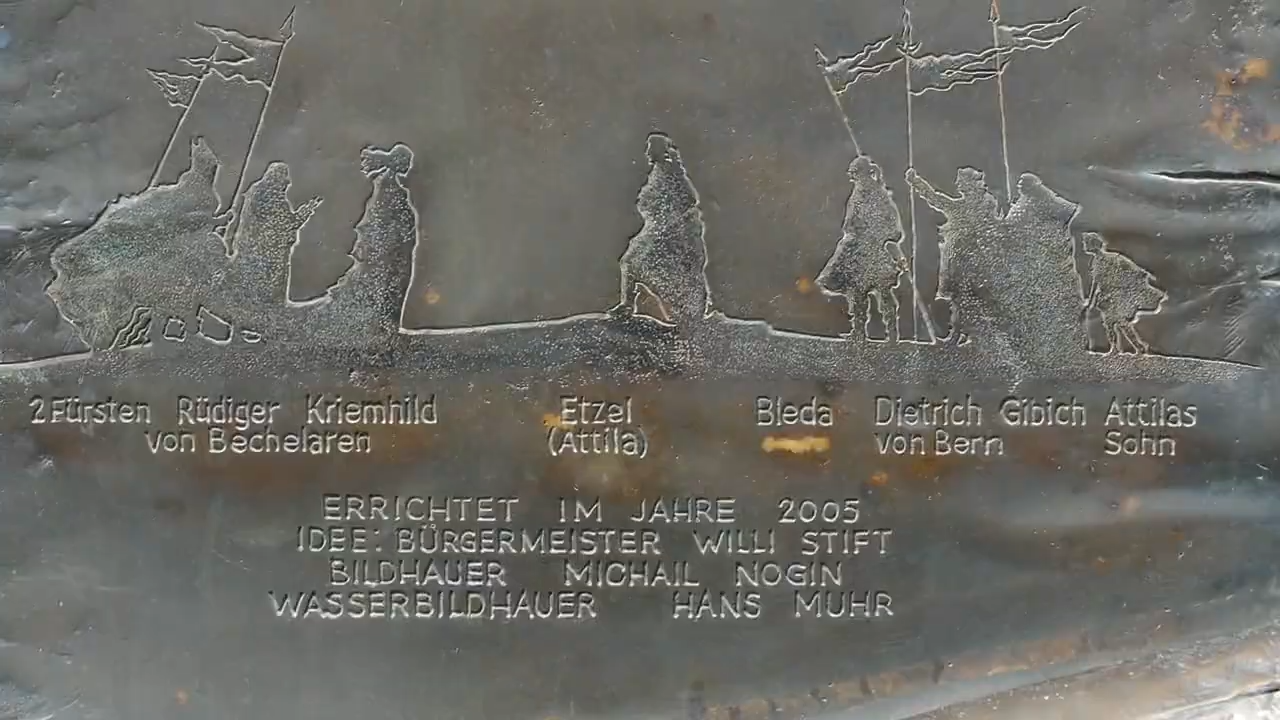 2 Fürsten Rüdiger Kriemhild Etzel Bleda Dietrich Gibich Attilas
von Bechelaren (Attila) von Bern Sohn
ERRICHTET IM JAHRE 2005
IDEE: BÜRGERMEISTER WILLI STIFT
BILDHAUER MICHAIL NOGIN
WASSERBILDHAUER HANS MUHR